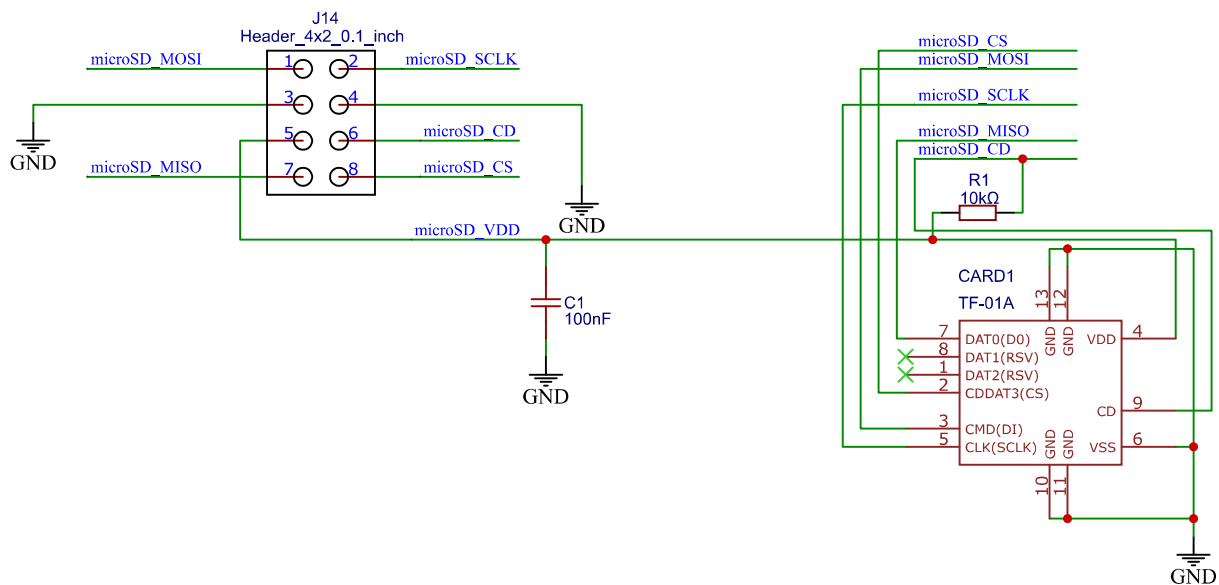 J14
Header_4x2_0.1_inch
microSD_MOSI
1
2
microSD_SCLK
3
4
5
6
microSD_CD
microSD_MISO
7
8
microSD_CS
GND
GND
microSD_VDD
C1
100nF
GND
microSD_CS
microSD_MOSI
microSD_SCLK
microSD_MISO
microSD_CD
R1
10kΩ
CARD1
TF-01A
13
12
GND
GND
7
DAT0(D0)
8
DAT1(RSV)
1
DAT2(RSV)
2
CDDAT3(CS)
3
CMD(DI)
5
CLK(SCLK)
VDD
4
CD
9
VSS
6
GND
GND
10
11
GND